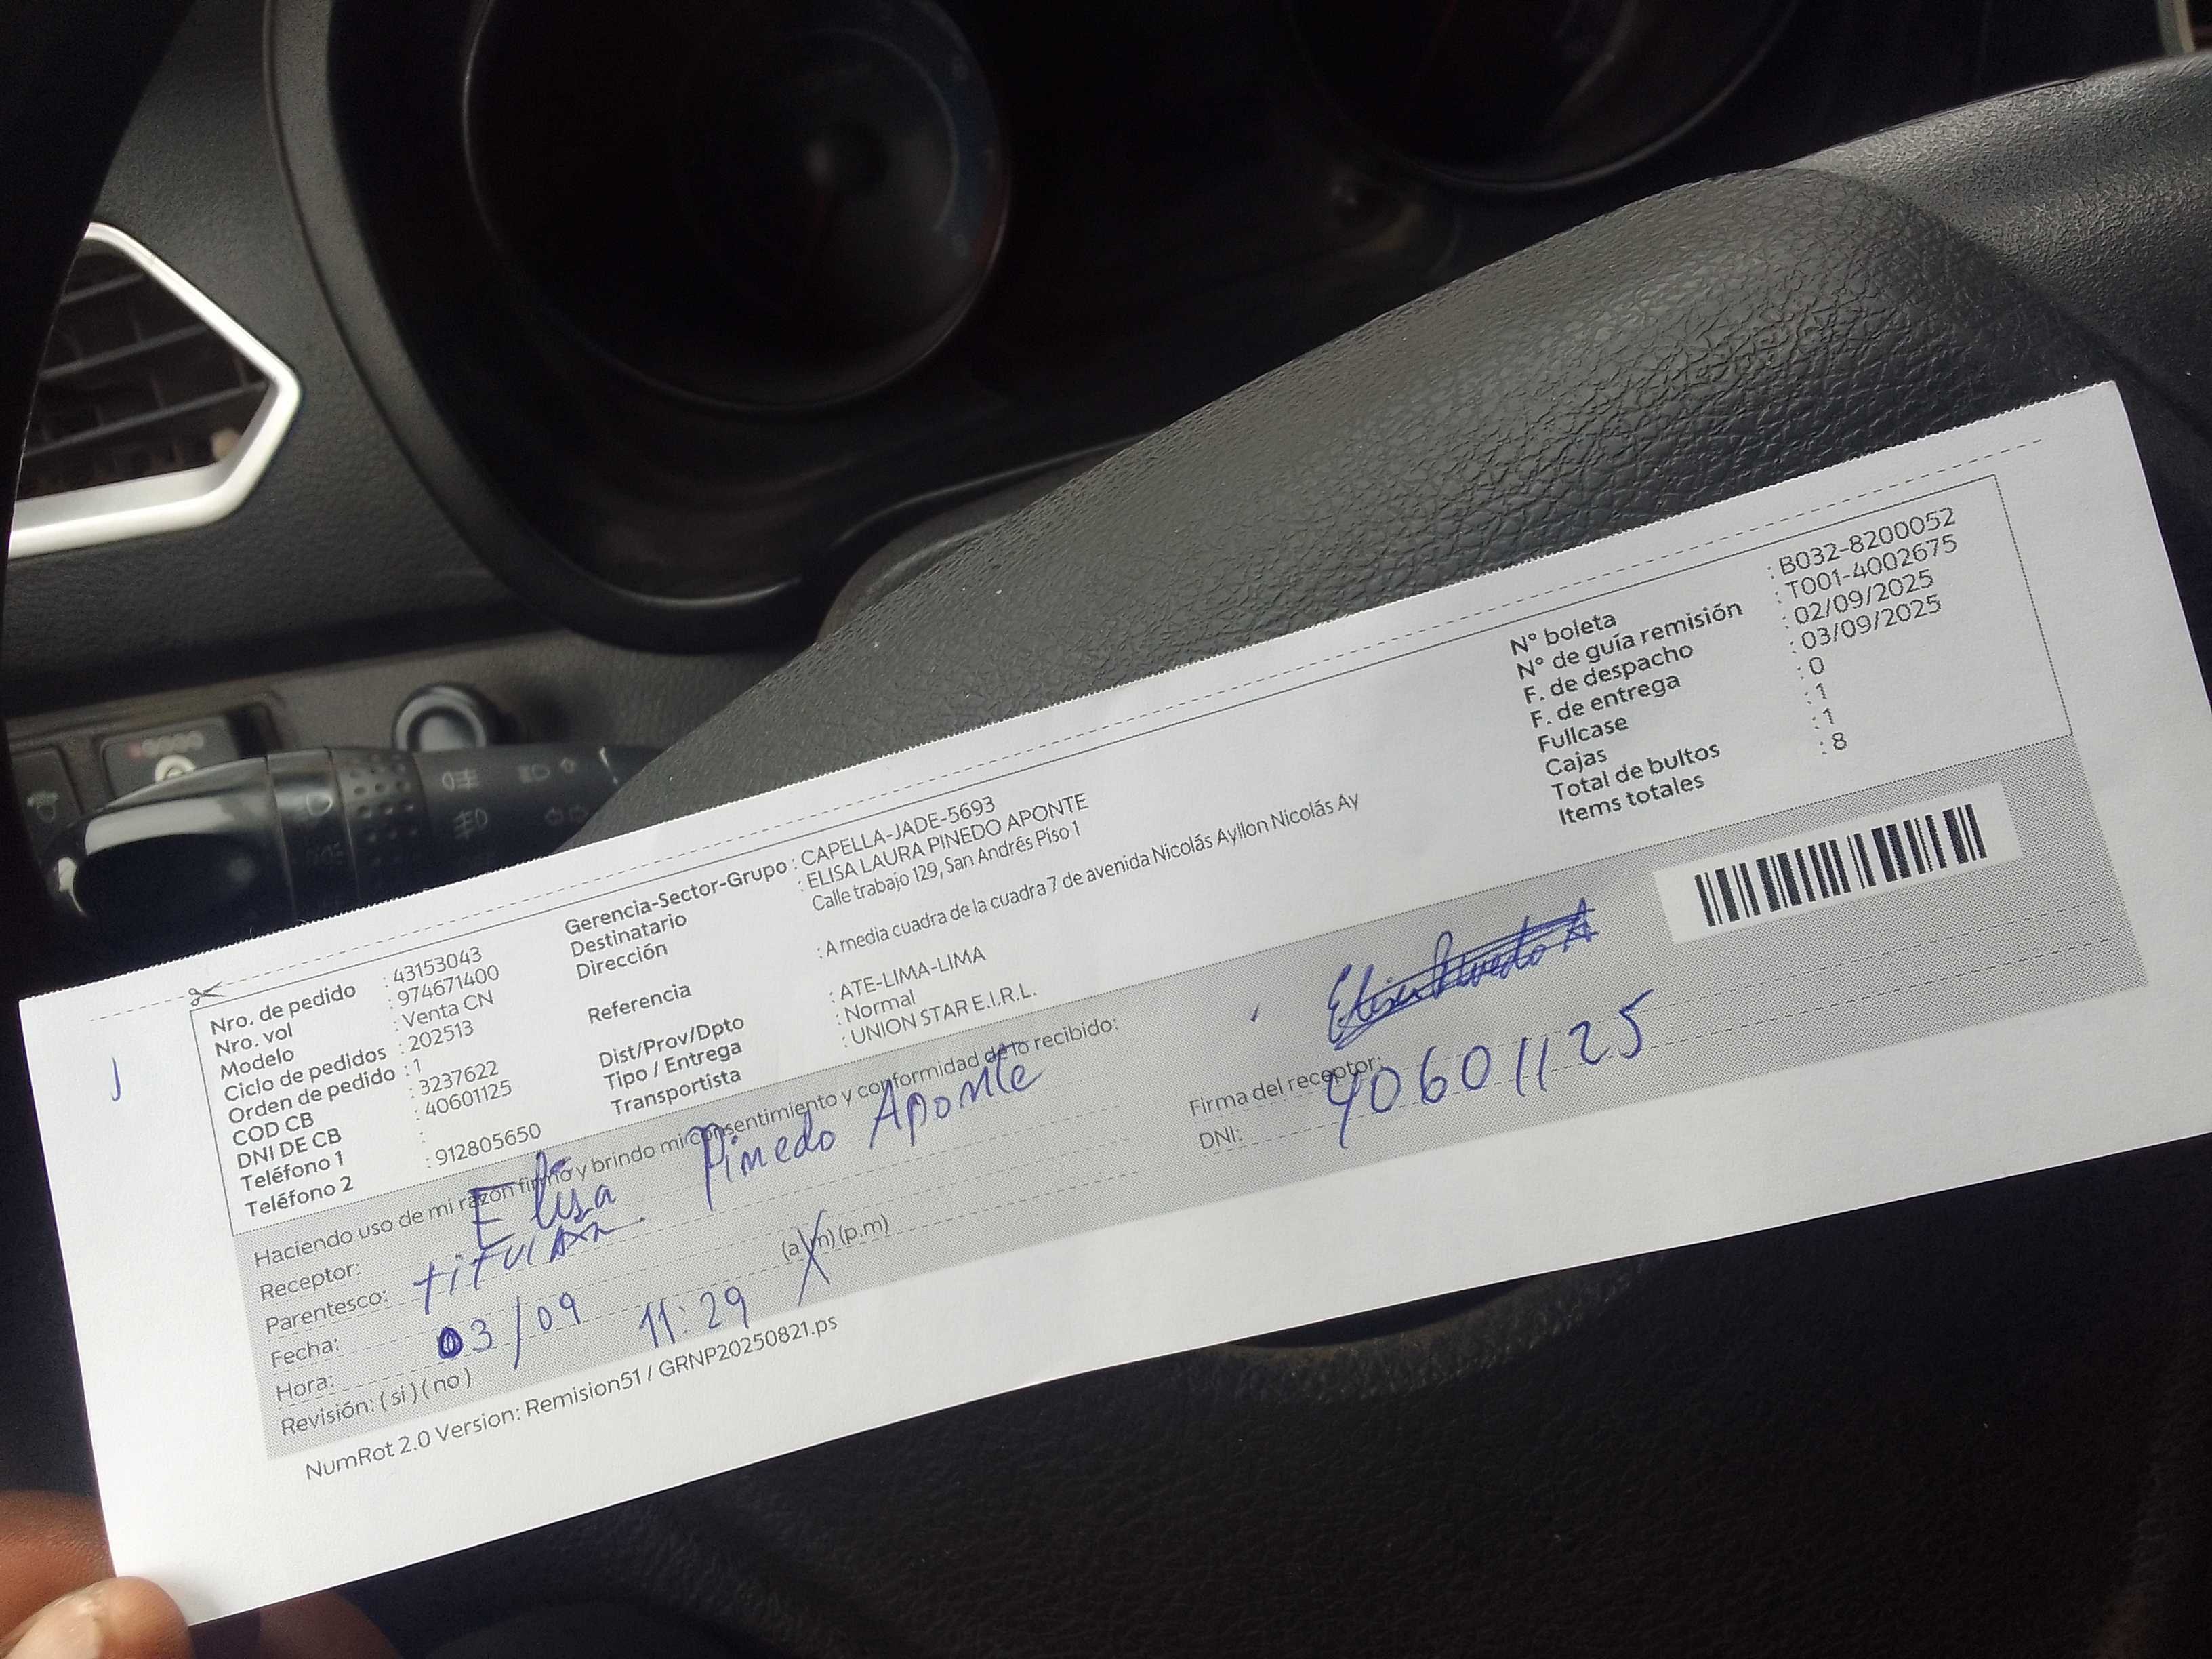 Nro. de pedido : 43153043
Nro. vol : 974671400
Modelo : Venta CN
Ciclo de pedidos : 202513
Orden de pedido : 1
COD CB : 3237622
DNI DE CB : 40601125
Teléfono 1 :
Teléfono 2 : 912805650
Gerencia-Sector-Grupo : CAPELLA-JADE-5693
Destinatario : ELISA LAURA PINEDO APONTE
Dirección Calle trabajo 129, San Andrés Piso 1
Referencia : A media cuadra de la cuadra 7 de avenida Nicolás Ayllon Nicolás Ay
Dist/Prov/Dpto : ATE-LIMA-LIMA
Tipo / Entrega : Normal
Transportista : UNION STAR E.I.R.L.
N° boleta : B032-8200052
N° de guía remisión : T001-4002675
F. de despacho : 02/09/2025
F. de entrega : 03/09/2025
Fullcase : 0
Cajas : 1
Total de bultos : 1
Items totales : 8
Haciendo uso de mi razón firmo y brindo mi consentimiento y conformidad de lo recibido:
Receptor: Elisa Pinedo Aponte
Parentesco: titular
Fecha: 03/09
Hora: 11:29 (a.m) (p.m)
Revisión: ( si ) ( no )
Firma del receptor:
DNI: 40601125
NumRot 2.0 Version: Remision51 / GRNP20250821.ps